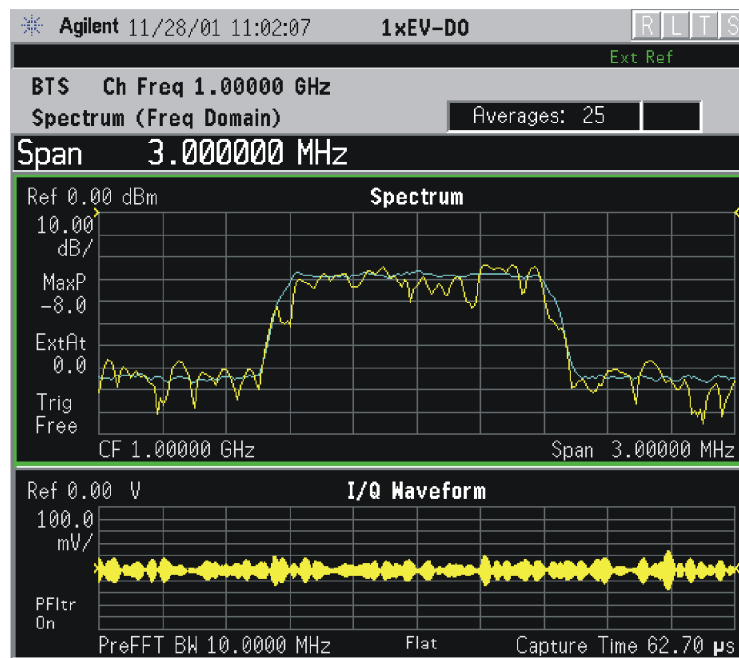 Agilent 11/28/01 11:02:07 1xEV-DO R L T S
Ext Ref
BTS Ch Freq 1.00000 GHz
Spectrum (Freq Domain)
Averages: 25
Span 3.000000 MHz
Ref 0.00 dBm Spectrum
10.00
dB/
MaxP
-8.0
ExtAt
0.0
Trig
Free
CF 1.00000 GHz Span 3.00000 MHz
Ref 0.00 V I/Q Waveform
100.0
mV/
PFltr
On
PreFFT BW 10.0000 MHz Flat Capture Time 62.70 µs